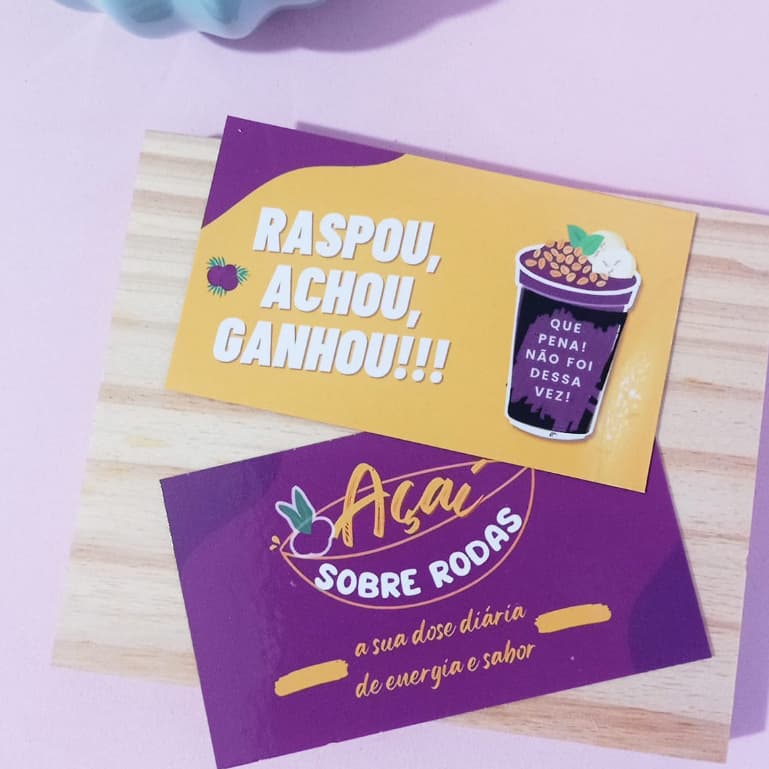 RASPOU,
ACHOU,
GANHOU!!!
QUE
PENA!
NÃO FOI
DESSA
VEZ!
Açaí
SOBRE RODAS
a sua dose diária
de energia e sabor